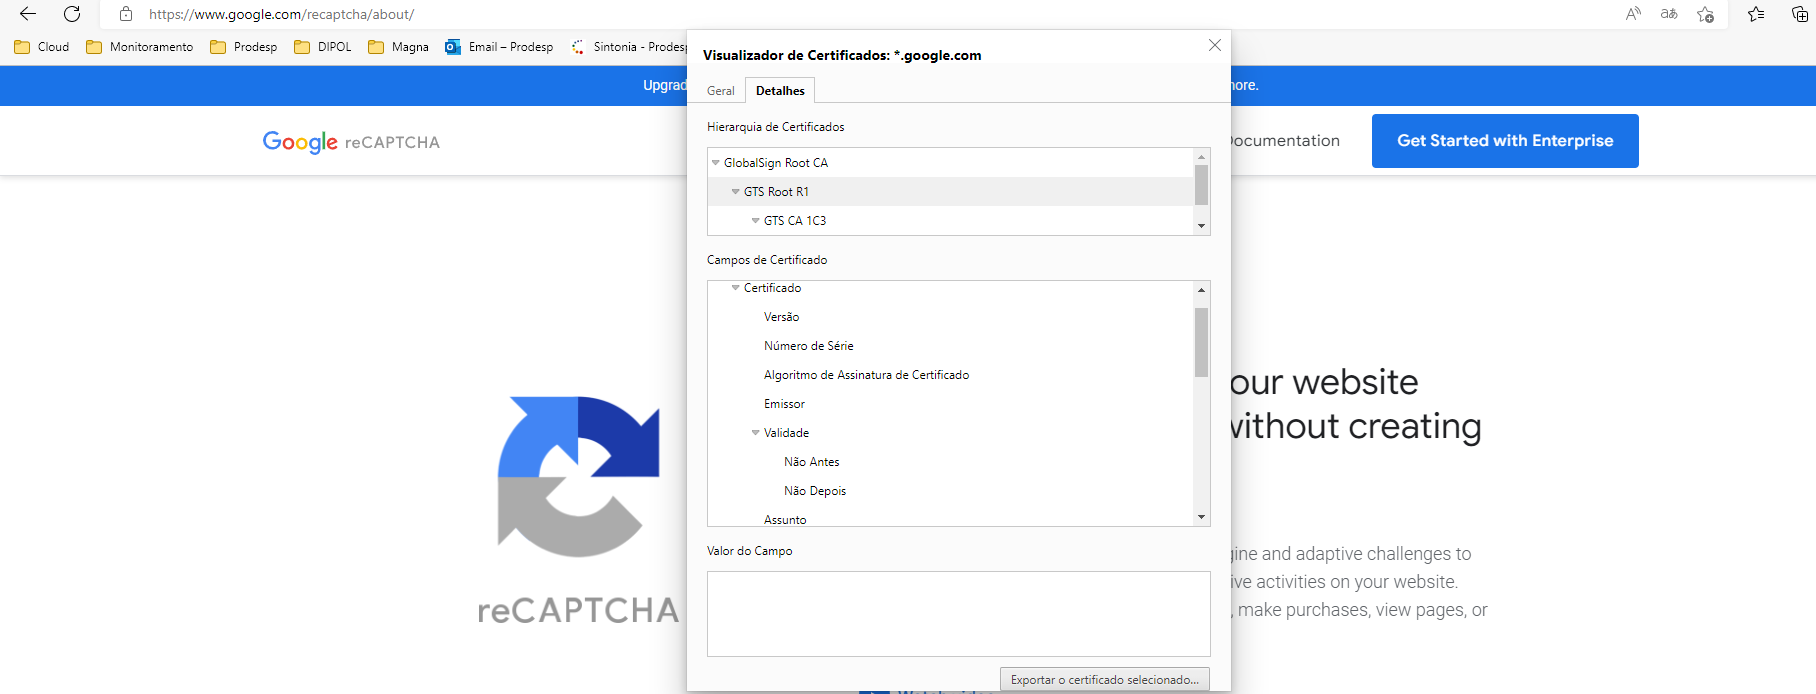 https://www.google.com/recaptcha/about/
Cloud Monitoramento Prodesp DIPOL Magna Email – Prodesp Sintonia - Prodesp
Visualizador de Certificados: *.google.com
Geral Detalhes
Hierarquia de Certificados
GlobalSign Root CA
GTS Root R1
GTS CA 1C3
Campos de Certificado
Certificado
Versão
Número de Série
Algoritmo de Assinatura de Certificado
Emissor
Validade
Não Antes
Não Depois
Assunto
Valor do Campo
Exportar o certificado selecionado...
Upgrad
ore.
Google reCAPTCHA
ocumentation
Get Started with Enterprise
reCAPTCHA
our website
without creating
gine and adaptive challenges to
ive activities on your website.
, make purchases, view pages, or